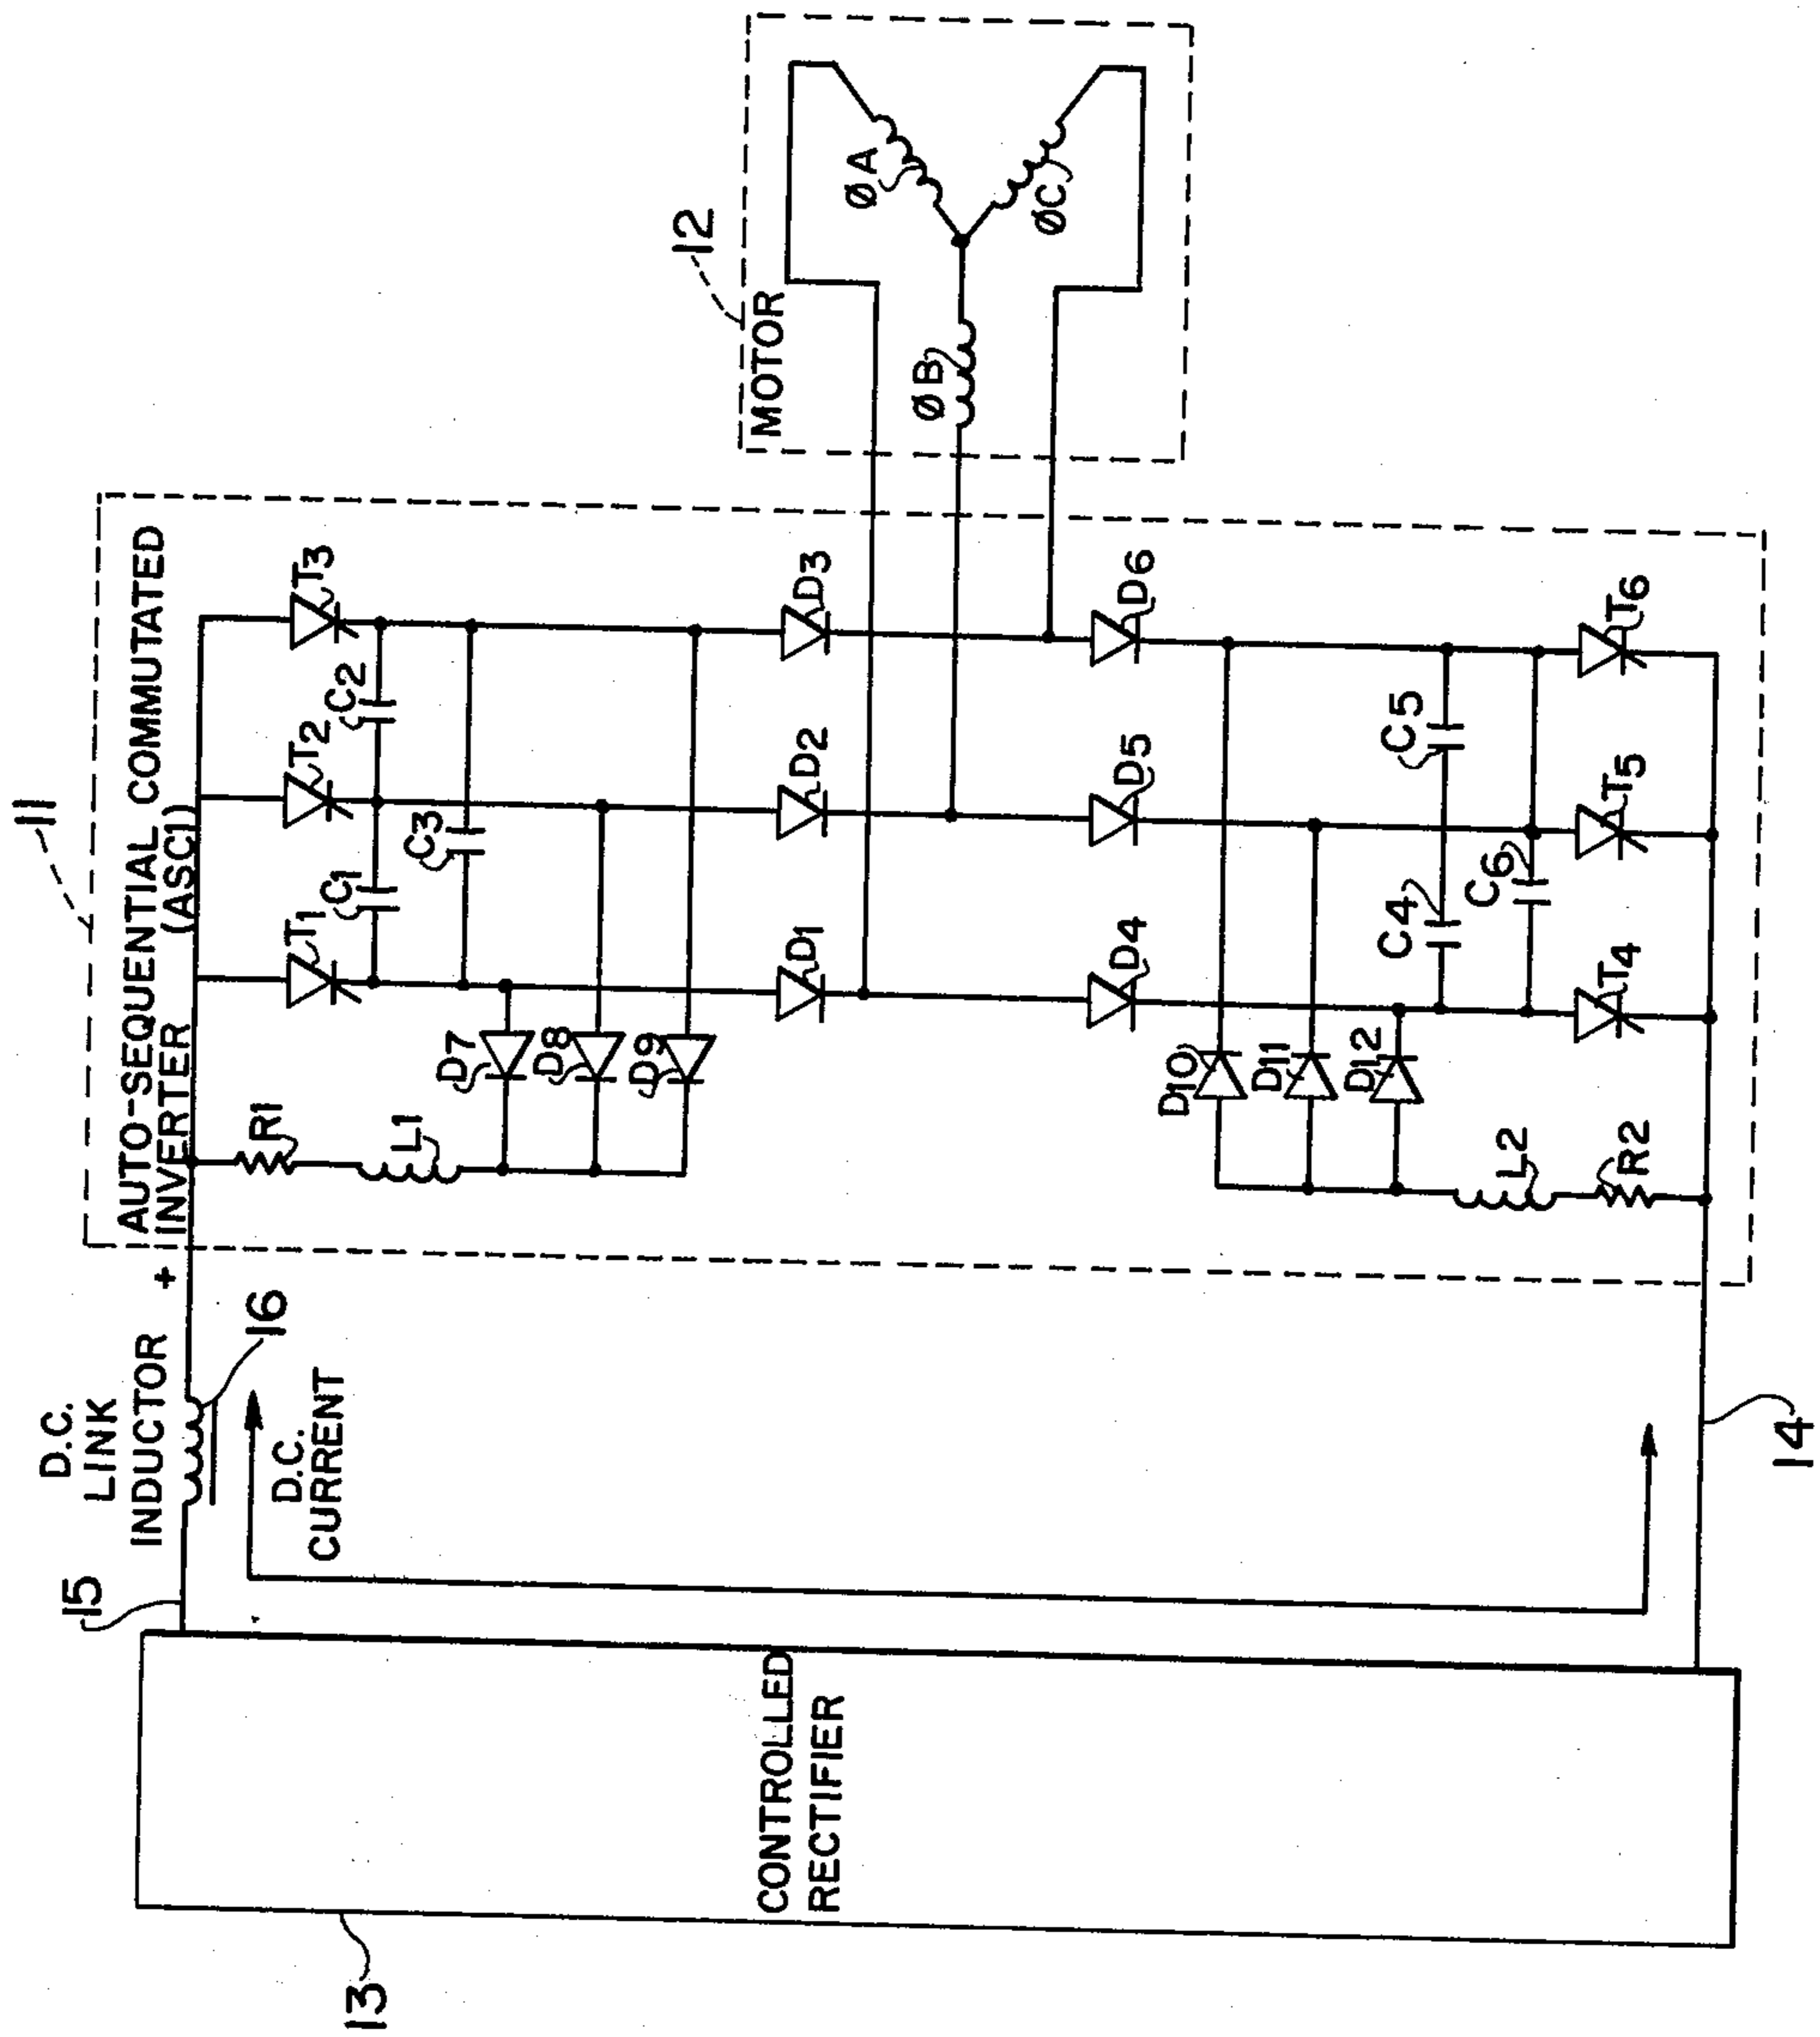 11
AUTO-SEQUENTIAL COMMUTATED
INVERTER (ASCI)
T1
T2
T3
C1
C2
C3
R1
L1
D7
D8
D9
D1
D2
D3
D4
D5
D6
D10
D11
D12
C4
C5
C6
L2
R2
T4
T5
T6
12
MOTOR
ØA
ØB
ØC
D.C.
LINK
INDUCTOR
+
16
15
D.C.
CURRENT
14
CONTROLLED
RECTIFIER
13